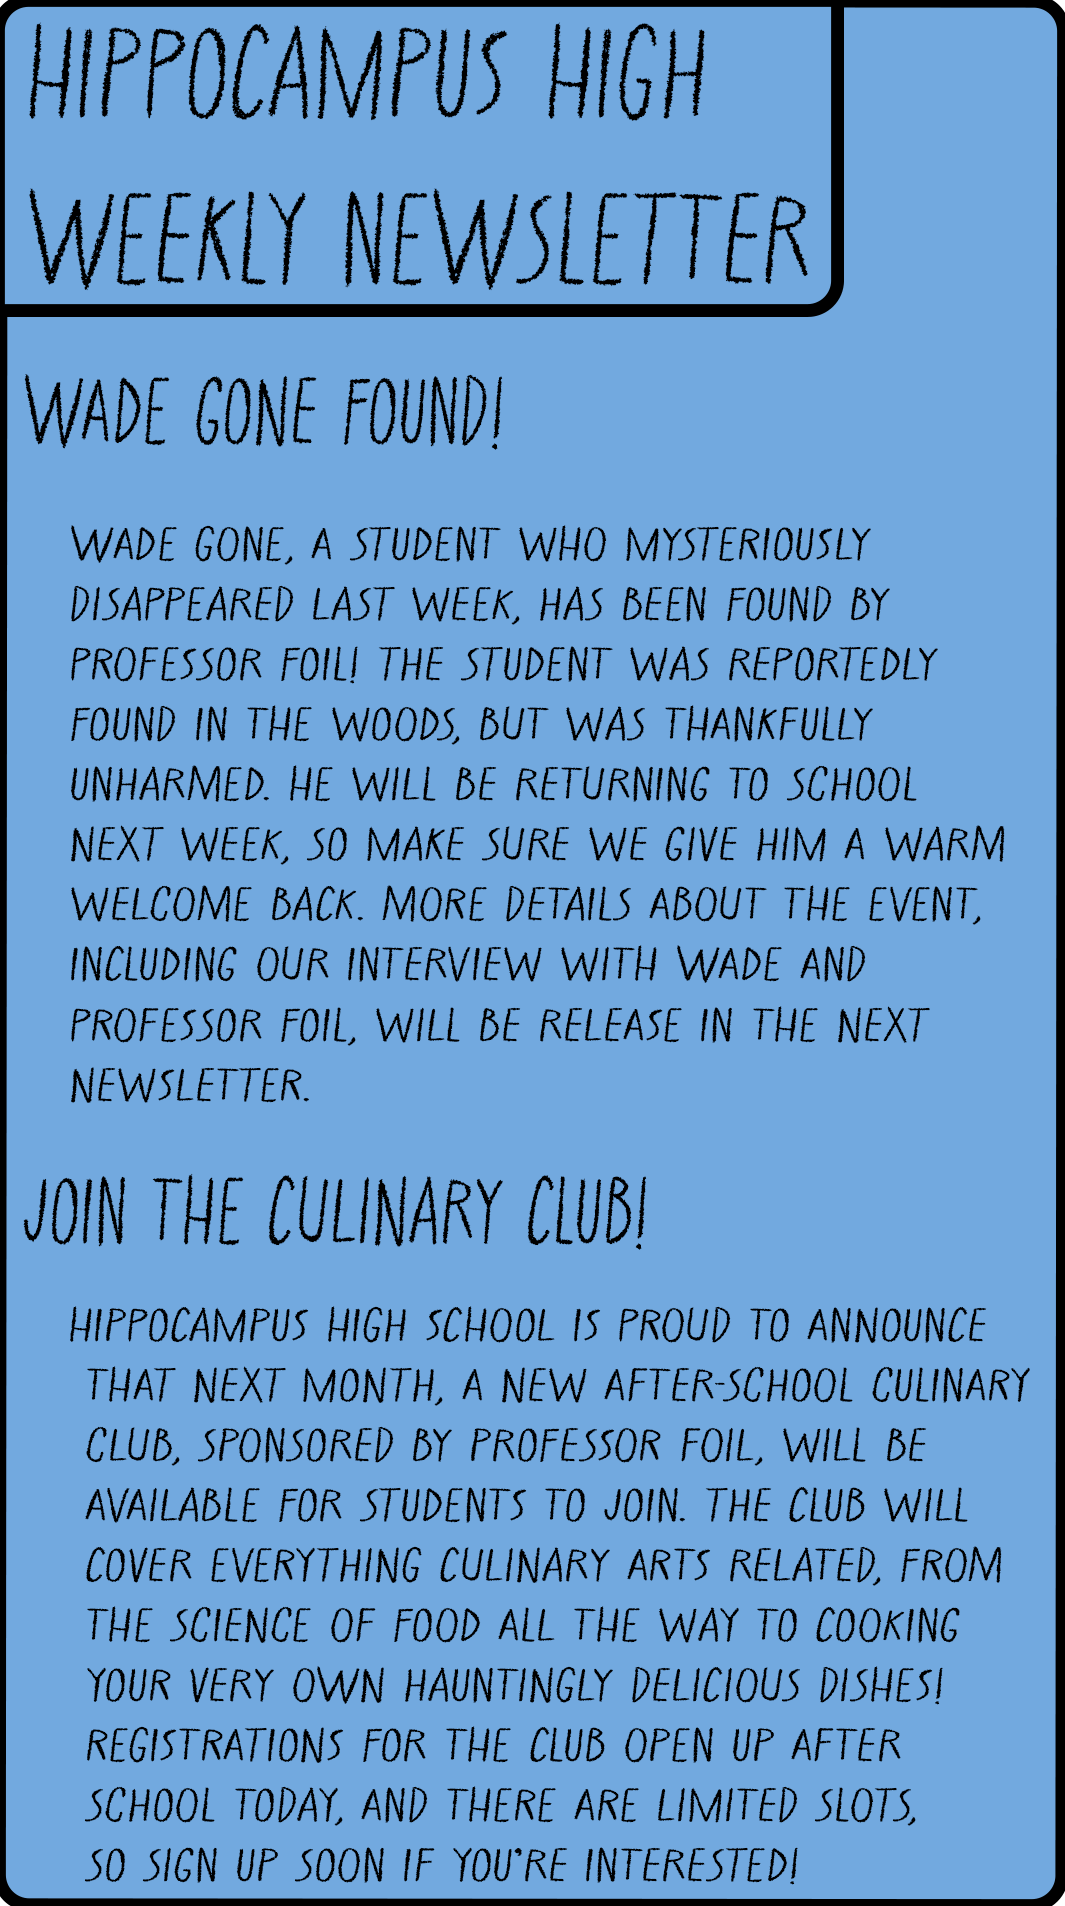 HIPPOCAMPUS HIGH
WEEKLY NEWSLETTER
WADE GONE FOUND!
WADE GONE, A STUDENT WHO MYSTERIOUSLY
DISAPPEARED LAST WEEK, HAS BEEN FOUND BY
PROFESSOR FOIL! THE STUDENT WAS REPORTEDLY
FOUND IN THE WOODS, BUT WAS THANKFULLY
UNHARMED. HE WILL BE RETURNING TO SCHOOL
NEXT WEEK, SO MAKE SURE WE GIVE HIM A WARM
WELCOME BACK. MORE DETAILS ABOUT THE EVENT,
INCLUDING OUR INTERVIEW WITH WADE AND
PROFESSOR FOIL, WILL BE RELEASE IN THE NEXT
NEWSLETTER.
JOIN THE CULINARY CLUB!
HIPPOCAMPUS HIGH SCHOOL IS PROUD TO ANNOUNCE
THAT NEXT MONTH, A NEW AFTER-SCHOOL CULINARY
CLUB, SPONSORED BY PROFESSOR FOIL, WILL BE
AVAILABLE FOR STUDENTS TO JOIN. THE CLUB WILL
COVER EVERYTHING CULINARY ARTS RELATED, FROM
THE SCIENCE OF FOOD ALL THE WAY TO COOKING
YOUR VERY OWN HAUNTINGLY DELICIOUS DISHES!
REGISTRATIONS FOR THE CLUB OPEN UP AFTER
SCHOOL TODAY, AND THERE ARE LIMITED SLOTS,
SO SIGN UP SOON IF YOU'RE INTERESTED!